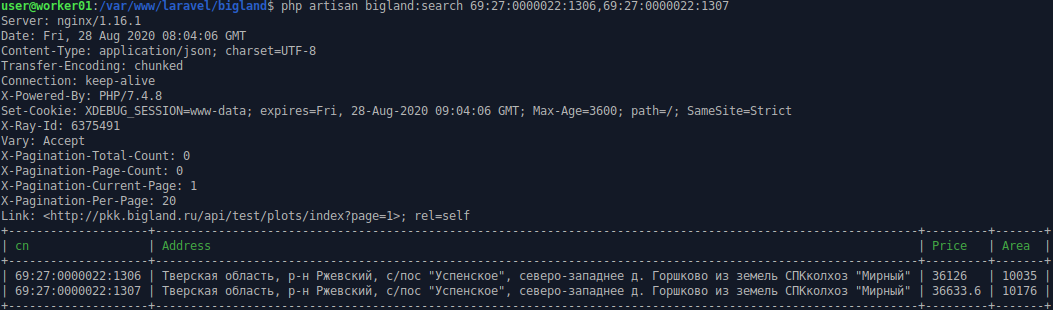 user@worker01:/var/www/laravel/bigland$ php artisan bigland:search 69:27:0000022:1306,69:27:0000022:1307
Server: nginx/1.16.1
Date: Fri, 28 Aug 2020 08:04:06 GMT
Content-Type: application/json; charset=UTF-8
Transfer-Encoding: chunked
Connection: keep-alive
X-Powered-By: PHP/7.4.8
Set-Cookie: XDEBUG_SESSION=www-data; expires=Fri, 28-Aug-2020 09:04:06 GMT; Max-Age=3600; path=/; SameSite=Strict
X-Ray-Id: 6375491
Vary: Accept
X-Pagination-Total-Count: 0
X-Pagination-Page-Count: 0
X-Pagination-Current-Page: 1
X-Pagination-Per-Page: 20
Link: <http://pkk.bigland.ru/api/test/plots/index?page=1>; rel=self
+--------------------+-----------------------------------------------------------------------------------------------------------+---------+-------+
| cn | Address | Price | Area |
+--------------------+-----------------------------------------------------------------------------------------------------------+---------+-------+
| 69:27:0000022:1306 | Тверская область, р-н Ржевский, с/пос "Успенское", северо-западнее д. Горшково из земель СПКколхоз "Мирный" | 36126 | 10035 |
| 69:27:0000022:1307 | Тверская область, р-н Ржевский, с/пос "Успенское", северо-западнее д. Горшково из земель СПКколхоз "Мирный" | 36633.6 | 10176 |
+--------------------+-----------------------------------------------------------------------------------------------------------+---------+-------+